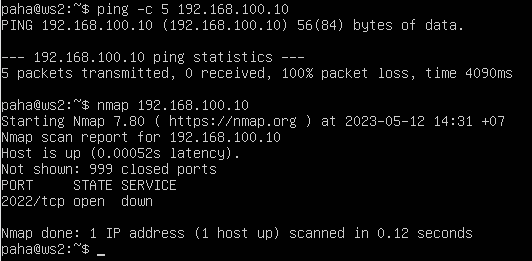 paha@ws2:~$ ping -c 5 192.168.100.10
PING 192.168.100.10 (192.168.100.10) 56(84) bytes of data.

--- 192.168.100.10 ping statistics ---
5 packets transmitted, 0 received, 100% packet loss, time 4090ms

paha@ws2:~$ nmap 192.168.100.10
Starting Nmap 7.80 ( https://nmap.org ) at 2023-05-12 14:31 +07
Nmap scan report for 192.168.100.10
Host is up (0.00052s latency).
Not shown: 999 closed ports
PORT     STATE SERVICE
2022/tcp open  down

Nmap done: 1 IP address (1 host up) scanned in 0.12 seconds
paha@ws2:~$ _